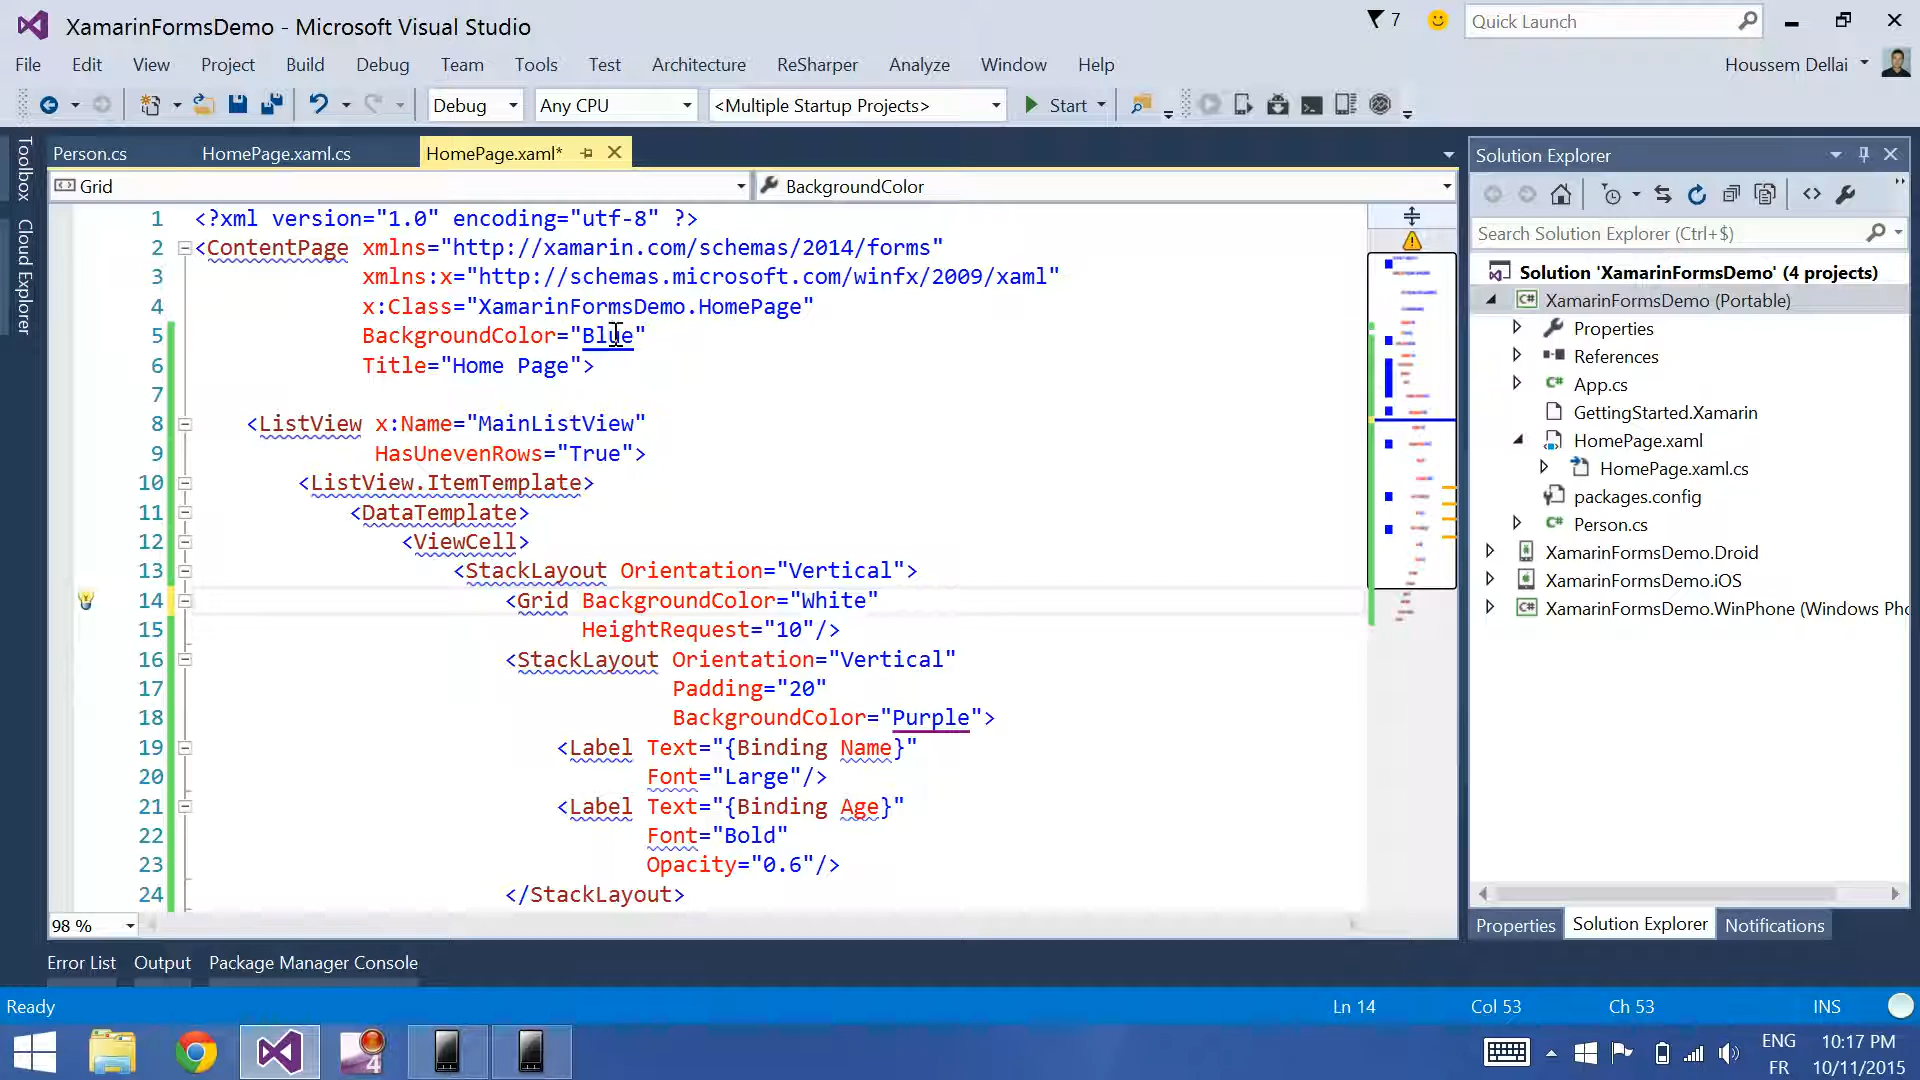 XamarinFormsDemo - Microsoft Visual Studio
7
Quick Launch
File Edit View Project Build Debug Team Tools Test Architecture ReSharper Analyze Window Help
Houssem Dellai
Debug Any CPU <Multiple Startup Projects> Start
Toolbox
Cloud Explorer
Person.cs HomePage.xaml.cs HomePage.xaml*
Grid BackgroundColor
1 <?xml version="1.0" encoding="utf-8" ?>
2 <ContentPage xmlns="http://xamarin.com/schemas/2014/forms"
3 xmlns:x="http://schemas.microsoft.com/winfx/2009/xaml"
4 x:Class="XamarinFormsDemo.HomePage"
5 BackgroundColor="Blue"
6 Title="Home Page">
7
8 <ListView x:Name="MainListView"
9 HasUnevenRows="True">
10 <ListView.ItemTemplate>
11 <DataTemplate>
12 <ViewCell>
13 <StackLayout Orientation="Vertical">
14 <Grid BackgroundColor="White"
15 HeightRequest="10"/>
16 <StackLayout Orientation="Vertical"
17 Padding="20"
18 BackgroundColor="Purple">
19 <Label Text="{Binding Name}"
20 Font="Large"/>
21 <Label Text="{Binding Age}"
22 Font="Bold"
23 Opacity="0.6"/>
24 </StackLayout>
98 %
Solution Explorer
Search Solution Explorer (Ctrl+$)
Solution 'XamarinFormsDemo' (4 projects)
XamarinFormsDemo (Portable)
Properties
References
App.cs
GettingStarted.Xamarin
HomePage.xaml
HomePage.xaml.cs
packages.config
Person.cs
XamarinFormsDemo.Droid
XamarinFormsDemo.iOS
XamarinFormsDemo.WinPhone (Windows Pho
Properties Solution Explorer Notifications
Error List Output Package Manager Console
Ready Ln 14 Col 53 Ch 53 INS
4
ENG 10:17 PM
FR 10/11/2015